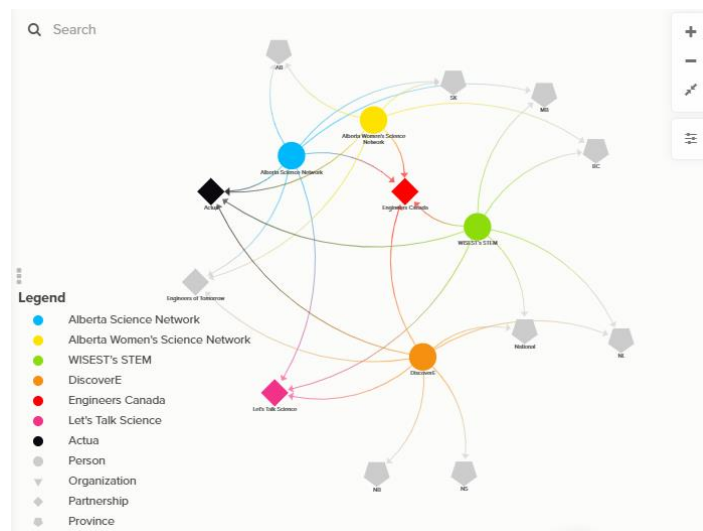 Search
AB
SK
MB
Alberta Women's Science
Network
BC
Alberta Science Network
Actua
Engineers Canada
WISEST's STEM
Engineers of Tomorrow
National
NL
DiscoverE
Let's Talk Science
NB
NS
Legend
Alberta Science Network
Alberta Women's Science Network
WISEST's STEM
DiscoverE
Engineers Canada
Let's Talk Science
Actua
Person
Organization
Partnership
Province